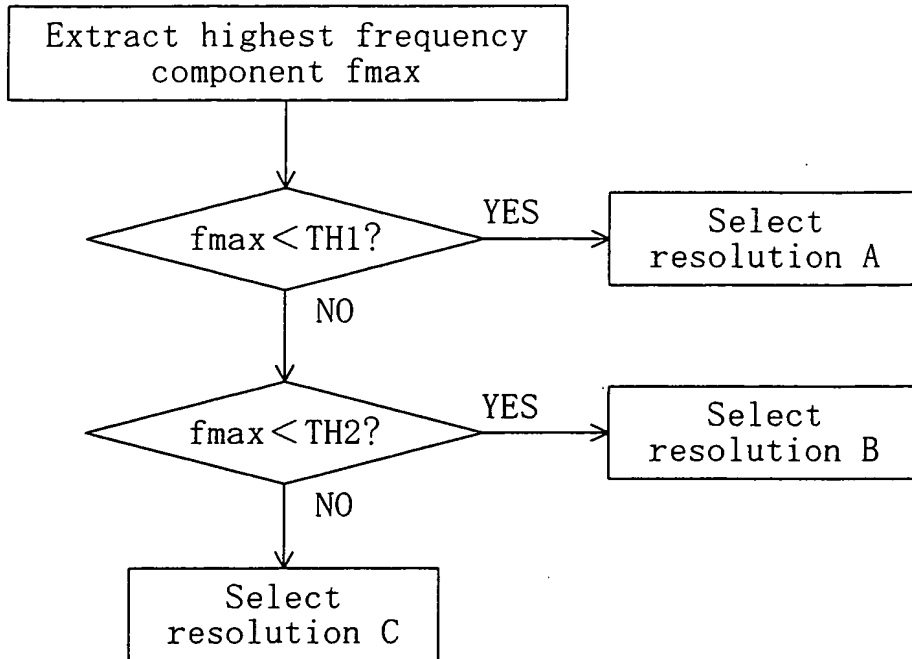 Extract highest frequency
component fmax
fmax<TH1?
YES
Select
resolution A
NO
fmax<TH2?
YES
Select
resolution B
NO
Select
resolution C